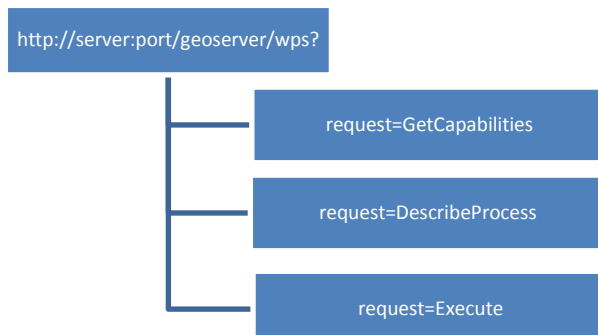 http://server:port/geoserver/wps?
request=GetCapabilities
request=DescribeProcess
request=Execute